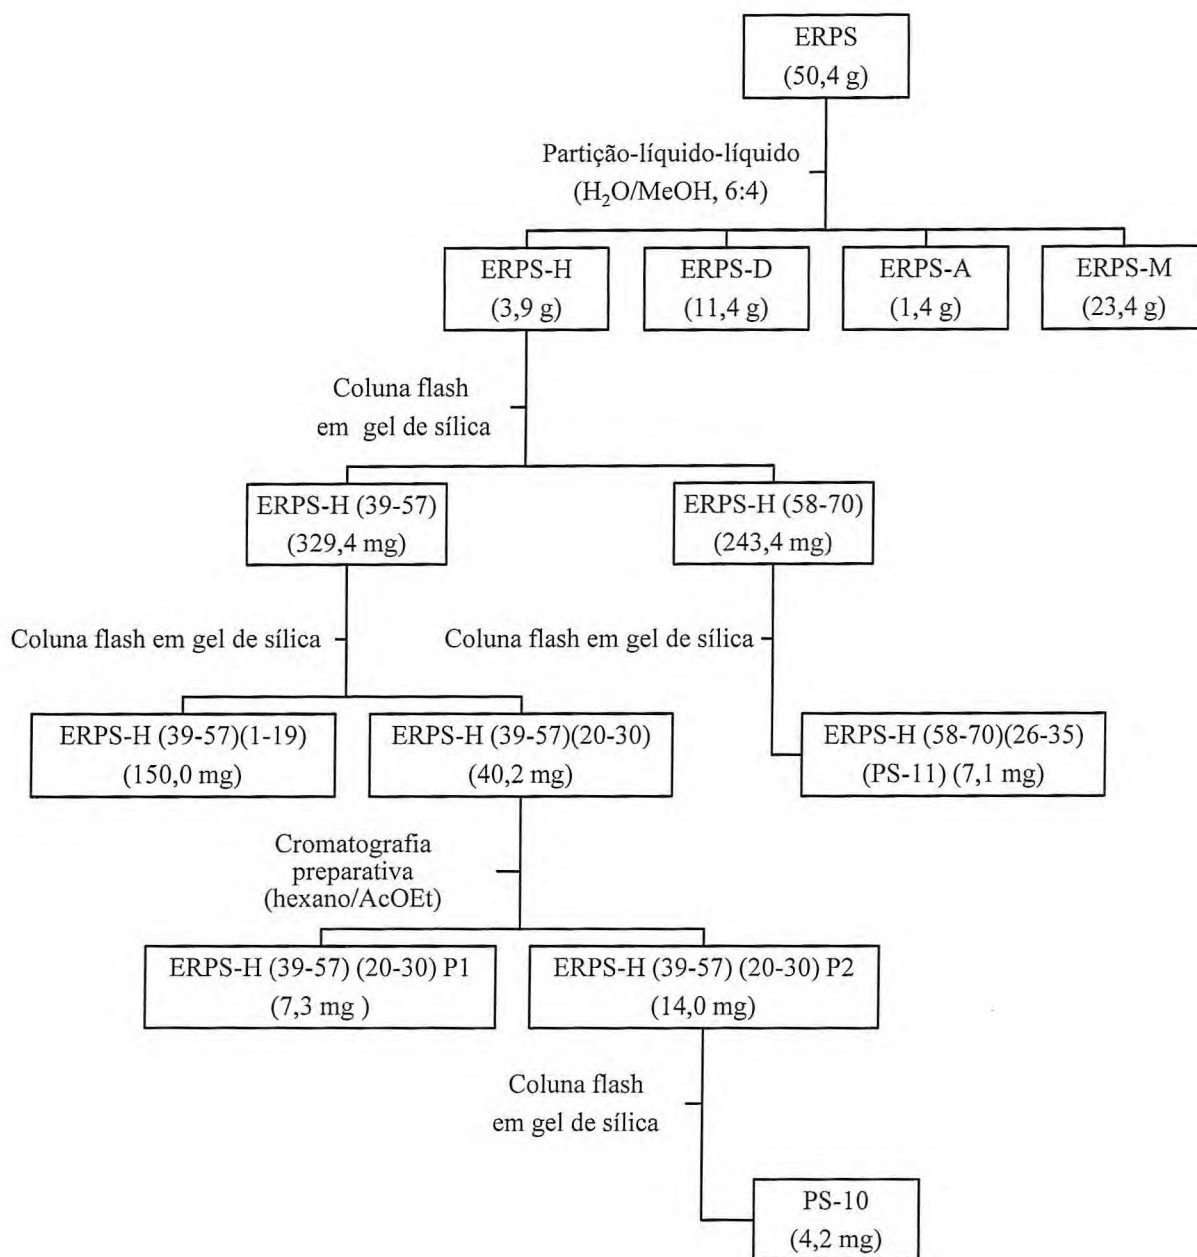 ERPS
(50,4 g)
Partição-líquido-líquido
(H₂O/MeOH, 6:4)
ERPS-H
(3,9 g)
ERPS-D
(11,4 g)
ERPS-A
(1,4 g)
ERPS-M
(23,4 g)
Coluna flash
em gel de sílica
ERPS-H (39-57)
(329,4 mg)
ERPS-H (58-70)
(243,4 mg)
Coluna flash em gel de sílica
Coluna flash em gel de sílica
ERPS-H (39-57)(1-19)
(150,0 mg)
ERPS-H (39-57)(20-30)
(40,2 mg)
ERPS-H (58-70)(26-35)
(PS-11) (7,1 mg)
Cromatografia
preparativa
(hexano/AcOEt)
ERPS-H (39-57) (20-30) P1
(7,3 mg )
ERPS-H (39-57) (20-30) P2
(14,0 mg)
Coluna flash
em gel de sílica
PS-10
(4,2 mg)